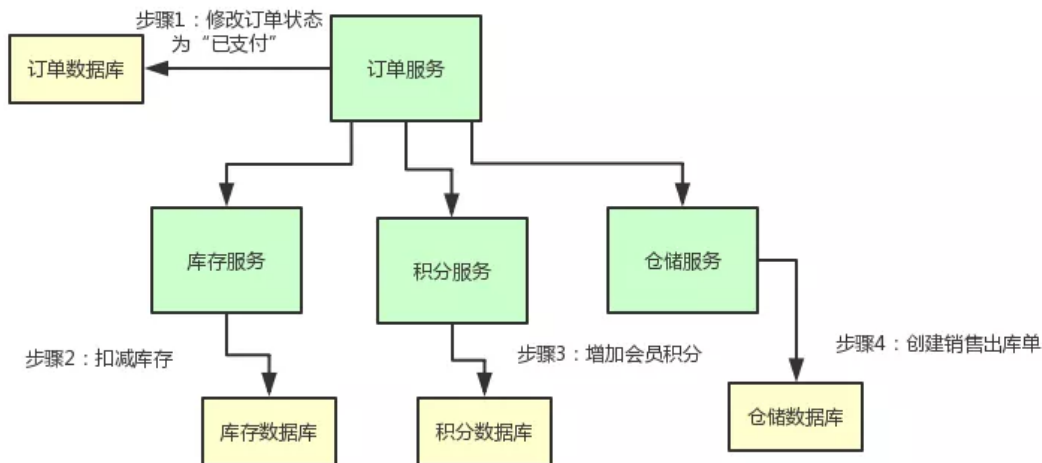 步骤1：修改订单状态
为“已支付”
订单数据库
订单服务
库存服务
积分服务
仓储服务
步骤2：扣减库存
步骤3：增加会员积分
步骤4：创建销售出库单
库存数据库
积分数据库
仓储数据库